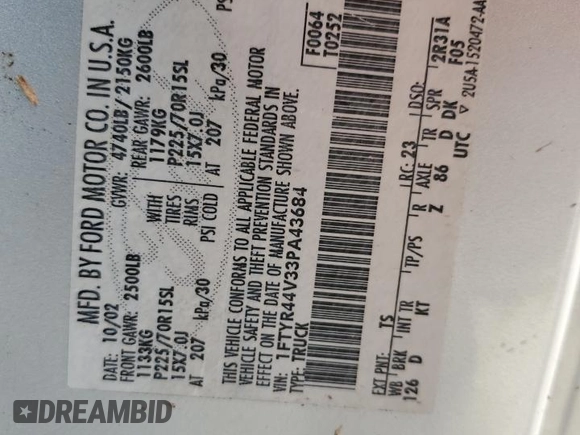 MFD. BY FORD MOTOR CO. IN U.S.A.
DATE: 10/02 GVWR: 4740LB/ 2150KG
FRONT GAWR: 2500LB REAR GAWR: 2600LB
1133KG WITH 1179KG
P225/70R15SL TIRES P225/70R15SL
15X7.0J RIMS 15X7.0J
AT 207 kPa/30 PSI COLD AT 207 kPa/30 PS
THIS VEHICLE CONFORMS TO ALL APPLICABLE FEDERAL MOTOR
VEHICLE SAFETY AND THEFT PREVENTION STANDARDS IN
EFFECT ON THE DATE OF MANUFACTURE SHOWN ABOVE.
VIN: 1FTYR44V33PA43684
TYPE: TRUCK
F0064
T0252
EXT PNT: TS RC: 23 DSO:
WB BRK INT TR TP/PS R AXLE TR SPR
126 D KT Z 86 D DK 2R31A
F05
UTC 2U5A-1520472-AA
DREAMBID